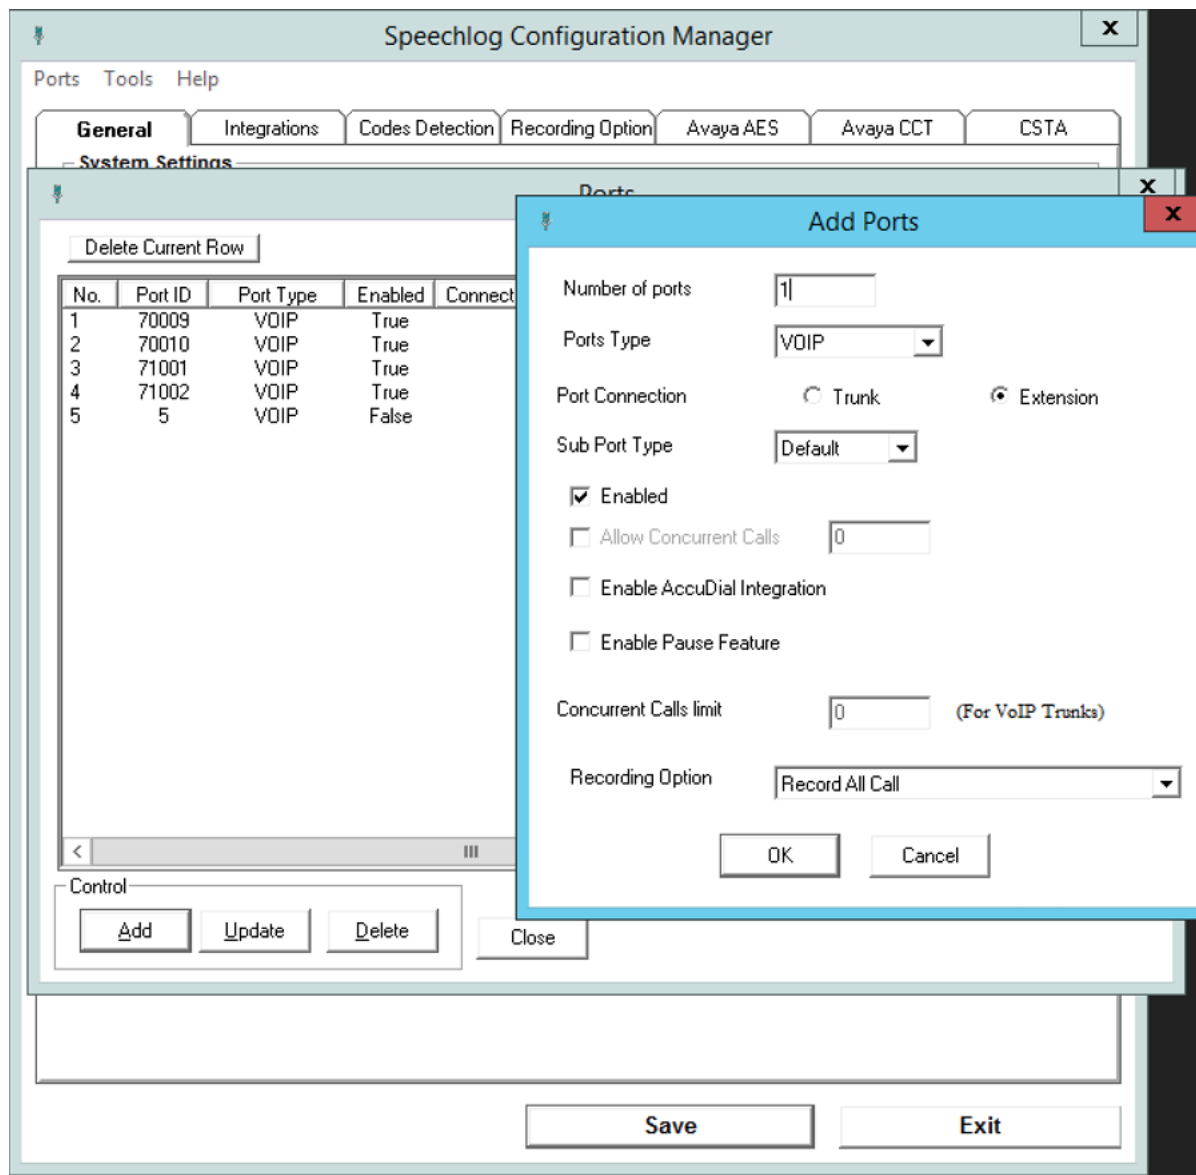 Speechlog Configuration Manager
x
Ports Tools Help
General Integrations Codes Detection Recording Option Avaya AES Avaya CCT CSTA
System Settings
Ports
x
Delete Current Row
No. Port ID Port Type Enabled Connect
1 70009 VOIP True
2 70010 VOIP True
3 71001 VOIP True
4 71002 VOIP True
5 5 VOIP False
Control
Add Update Delete
Close
Add Ports
x
Number of ports 1
Ports Type VOIP
Port Connection Trunk Extension
Sub Port Type Default
Enabled
Allow Concurrent Calls 0
Enable AccuDial Integration
Enable Pause Feature
Concurrent Calls limit 0 (For VoIP Trunks)
Recording Option Record All Call
OK Cancel
Save Exit